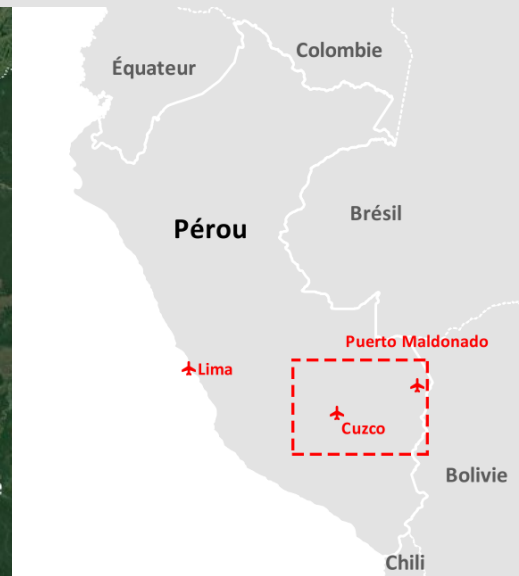 Colombie
Équateur
Brésil
Pérou
Puerto Maldonado
Lima
Cuzco
Bolivie
Chili